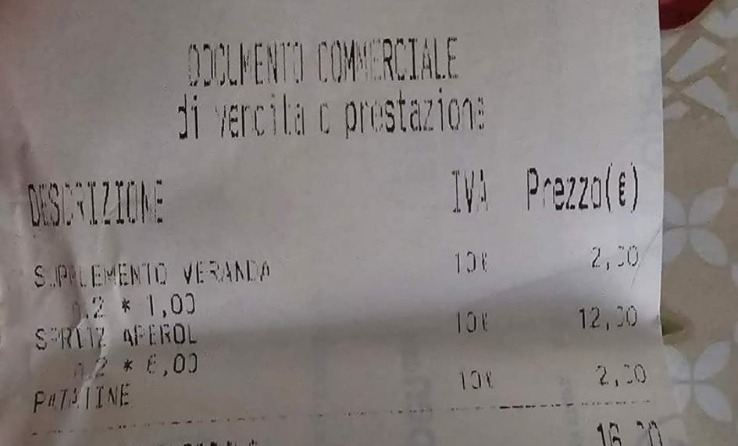 DOCUMENTO COMMERCIALE
di vendita o prestazione
DESCRIZIONE IVA Prezzo(€)
SUPPLEMENTO VERANDA 10% 2,00
n.2 * 1,00
SPRITZ APEROL 10% 12,00
n.2 * 6,00
PATATINE 10% 2,00
16,00